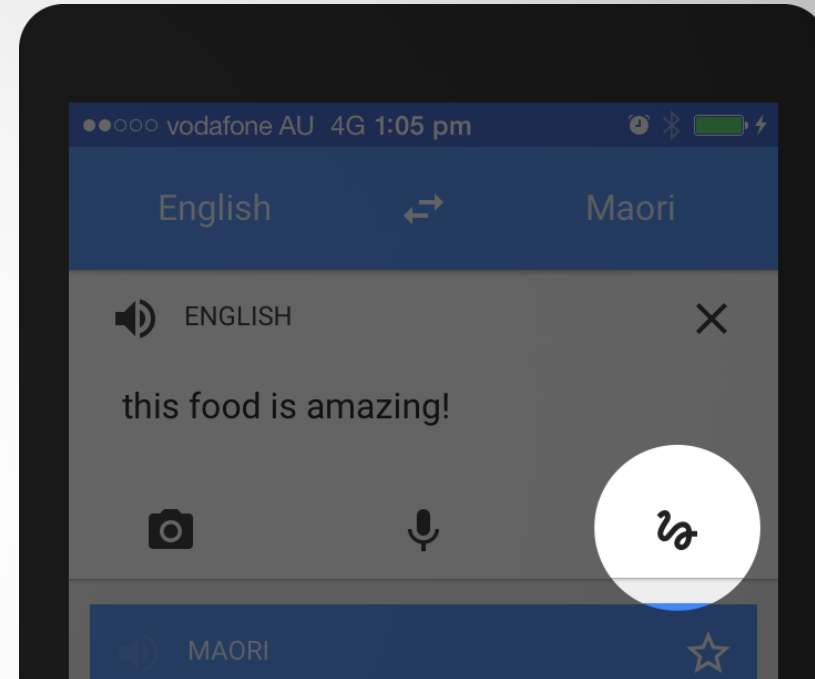 vodafone AU 4G 1:05 pm
English Maori
ENGLISH
this food is amazing!
MAORI